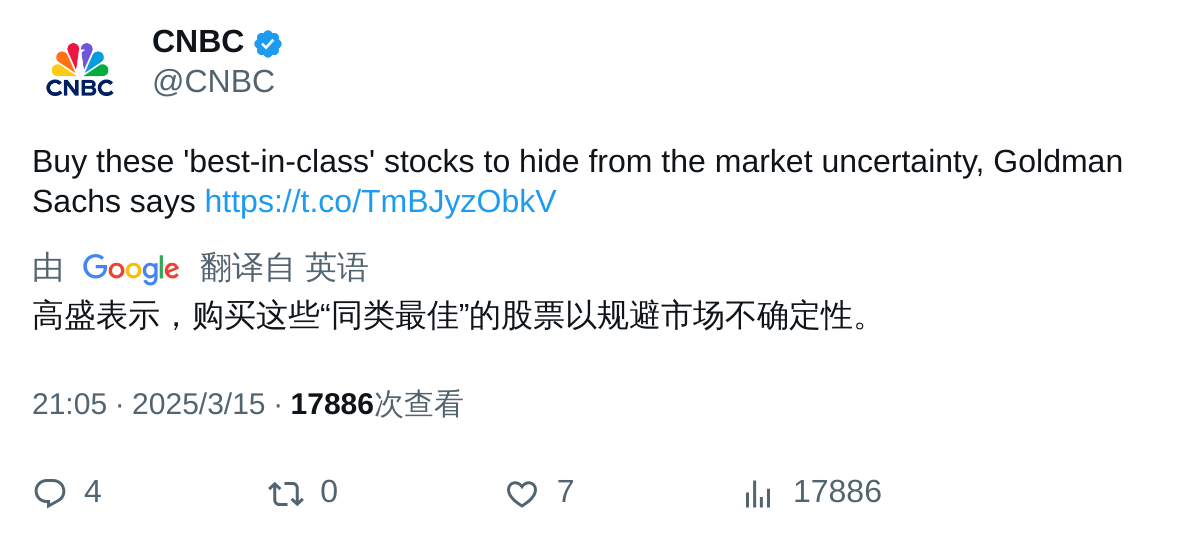 CNBC
CNBC
@CNBC
Buy these 'best-in-class' stocks to hide from the market uncertainty, Goldman
Sachs says https://t.co/TmBJyzObkV
由 Google 翻译自 英语
高盛表示，购买这些“同类最佳”的股票以规避市场不确定性。
21:05 · 2025/3/15 · 17886次查看
4 0 7 17886